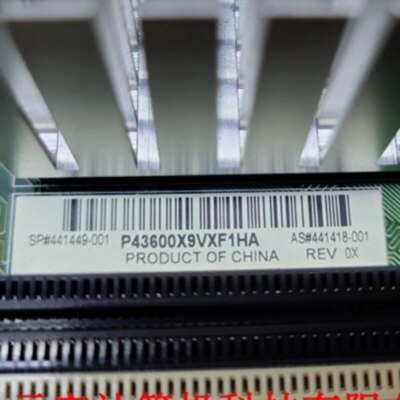 SP#441449-001 P43600X9VXF1HA AS#441418-001
PRODUCT OF CHINA REV 0X